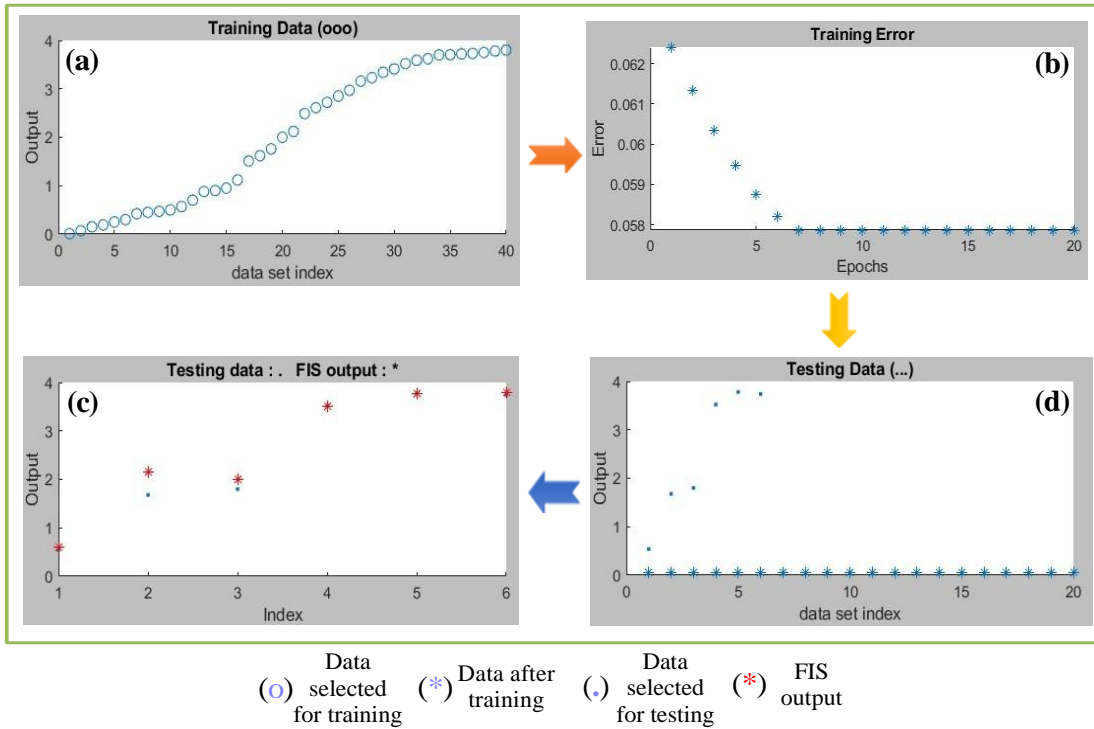 Training Data (ooo)
(a)
4
3
2
1
0
Output
0 5 10 15 20 25 30 35 40
data set index
Training Error
(b)
0.062
0.061
0.06
0.059
0.058
Error
0 5 10 15 20
Epochs
Testing data : . FIS output : *
(c)
4
3
2
1
0
Output
1 2 3 4 5 6
Index
Testing Data (...)
(d)
4
3
2
1
0
Output
0 5 10 15 20
data set index
(o) Data selected for training
(*) Data after training
(.) Data selected for testing
(*) FIS output